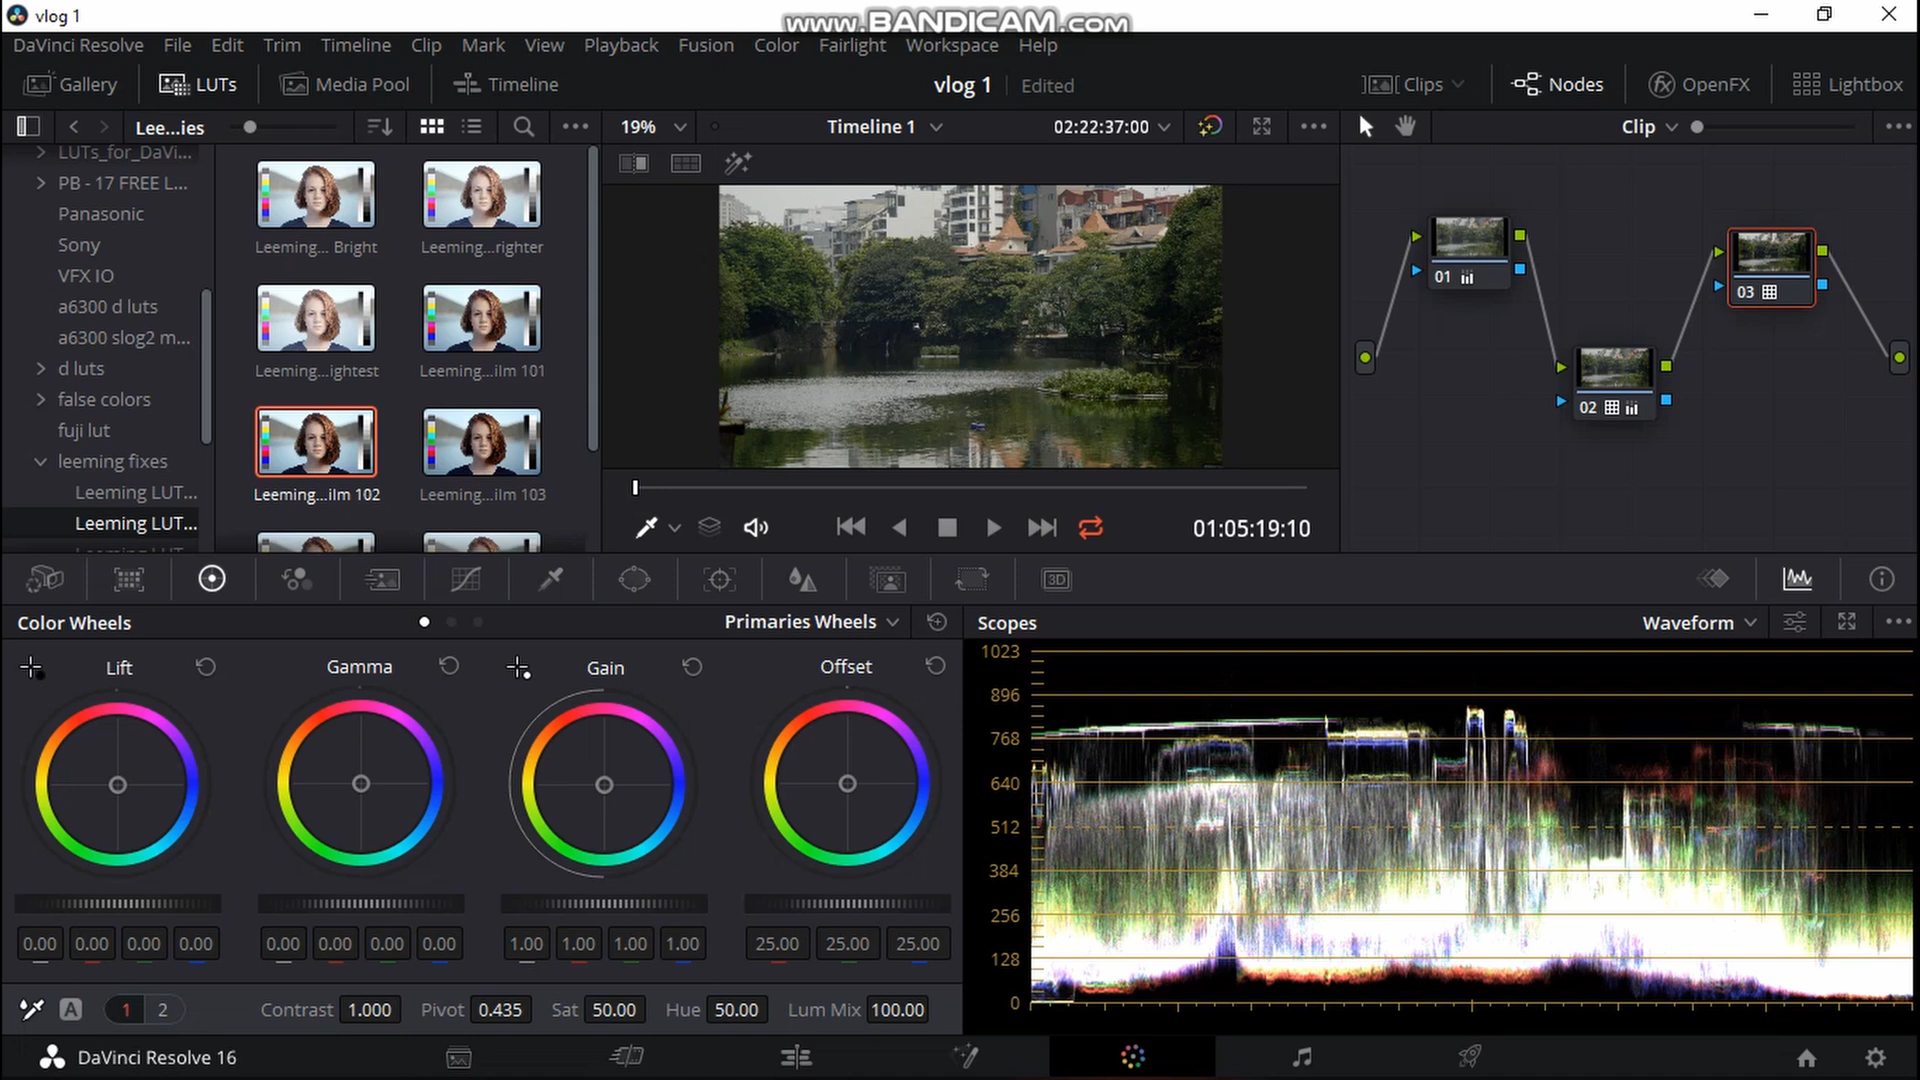 vlog 1
www.BANDICAM.com
DaVinci Resolve File Edit Trim Timeline Clip Mark View Playback Fusion Color Fairlight Workspace Help
Gallery LUTs Media Pool Timeline vlog 1 Edited Clips Nodes OpenFX Lightbox
Lee...ies 19% Timeline 1 02:22:37:00 Clip
LUTs_for_DaVi...
PB - 17 FREE L...
Panasonic
Sony
VFX IO
a6300 d luts
a6300 slog2 m...
d luts
false colors
fuji lut
leeming fixes
Leeming LUT...
Leeming LUT...
Leeming... Bright Leeming...righter
Leeming...ightest Leeming...ilm 101
Leeming...ilm 102 Leeming...ilm 103
01:05:19:10
01
02
03
3D
Color Wheels Primaries Wheels
Lift Gamma Gain Offset
0.00 0.00 0.00 0.00 0.00 0.00 0.00 0.00 1.00 1.00 1.00 1.00 25.00 25.00 25.00
A 1 2 Contrast 1.000 Pivot 0.435 Sat 50.00 Hue 50.00 Lum Mix 100.00
Scopes Waveform
1023
896
768
640
512
384
256
128
0
DaVinci Resolve 16